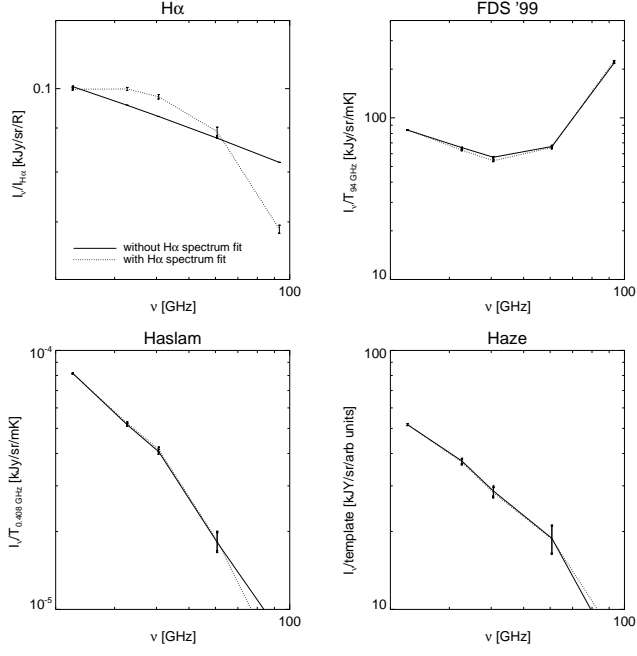 Hα
0.1
I_ν/I_Hα [kJy/sr/R]
without Hα spectrum fit
with Hα spectrum fit
100
ν [GHz]
FDS '99
100
I_ν/T_94 GHz [kJy/sr/mK]
10
100
ν [GHz]
Haslam
10^-4
I_ν/T_0.408 GHz [kJy/sr/mK]
10^-5
100
ν [GHz]
Haze
100
I_ν/template [kJY/sr/arb units]
10
100
ν [GHz]